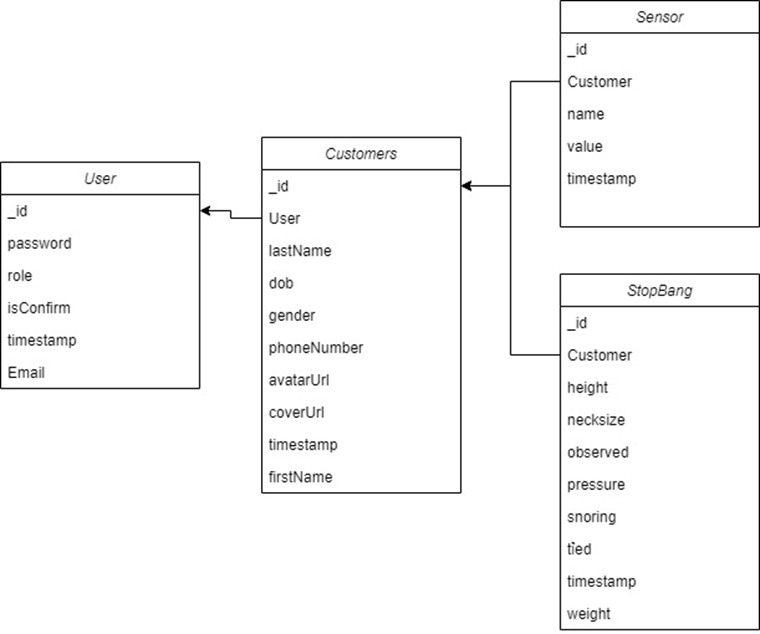 User
_id
password
role
isConfirm
timestamp
Email
Customers
_id
User
lastName
dob
gender
phoneNumber
avatarUrl
coverUrl
timestamp
firstName
Sensor
_id
Customer
name
value
timestamp
StopBang
_id
Customer
height
necksize
observed
pressure
snoring
tied
timestamp
weight